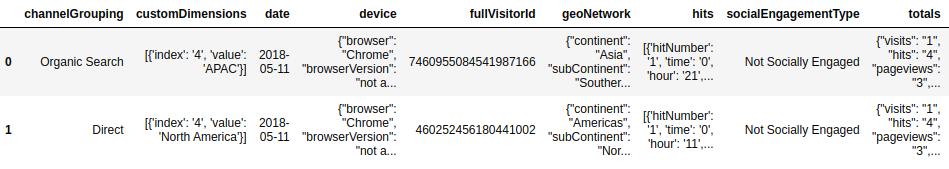 channelGrouping customDimensions date device fullVisitorId geoNetwork hits socialEngagementType totals
{"browser": {"continent": {"visits": "1",
[{'index': '4', 'value': 2018- "Chrome", "Asia", [{'hitNumber': "hits": "4",
0 Organic Search 'APAC'}] 05-11 "browserVersion": 7460955084541987166 "subContinent": '1', 'time': '0', Not Socially Engaged "pageviews":
"not a... "Souther... 'hour': '21',... "3",...
{"browser": {"continent": {"visits": "1",
[{'index': '4', 'value': 2018- "Chrome", "Americas", [{'hitNumber': "hits": "4",
1 Direct 'North America'}] 05-11 "browserVersion": 460252456180441002 "subContinent": '1', 'time': '0', Not Socially Engaged "pageviews":
"not a... "Nor... 'hour': '11',... "3",...